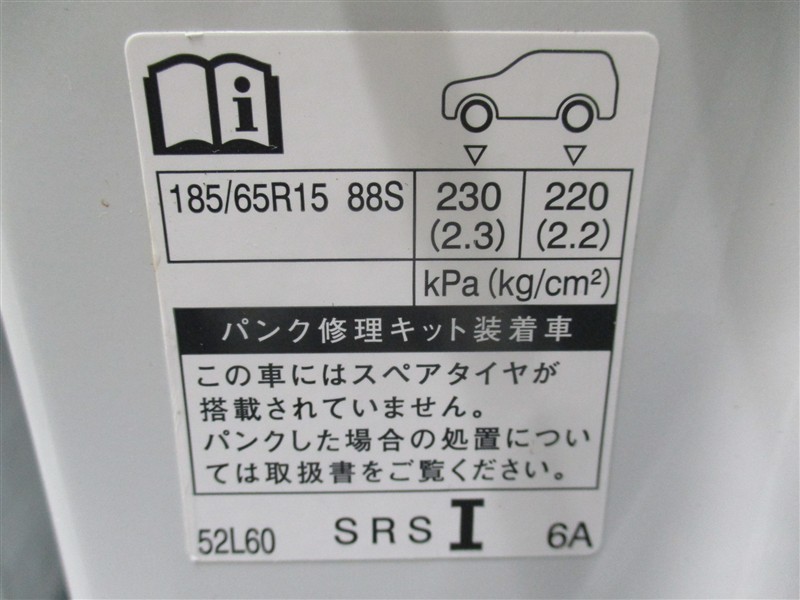 185/65R15 88S 230 220
(2.3) (2.2)
kPa (kg/cm²)
パンク修理キット装着車
この車にはスペアタイヤが
搭載されていません。
パンクした場合の処置につい
ては取扱書をご覧ください。
52L60 SRS I 6A